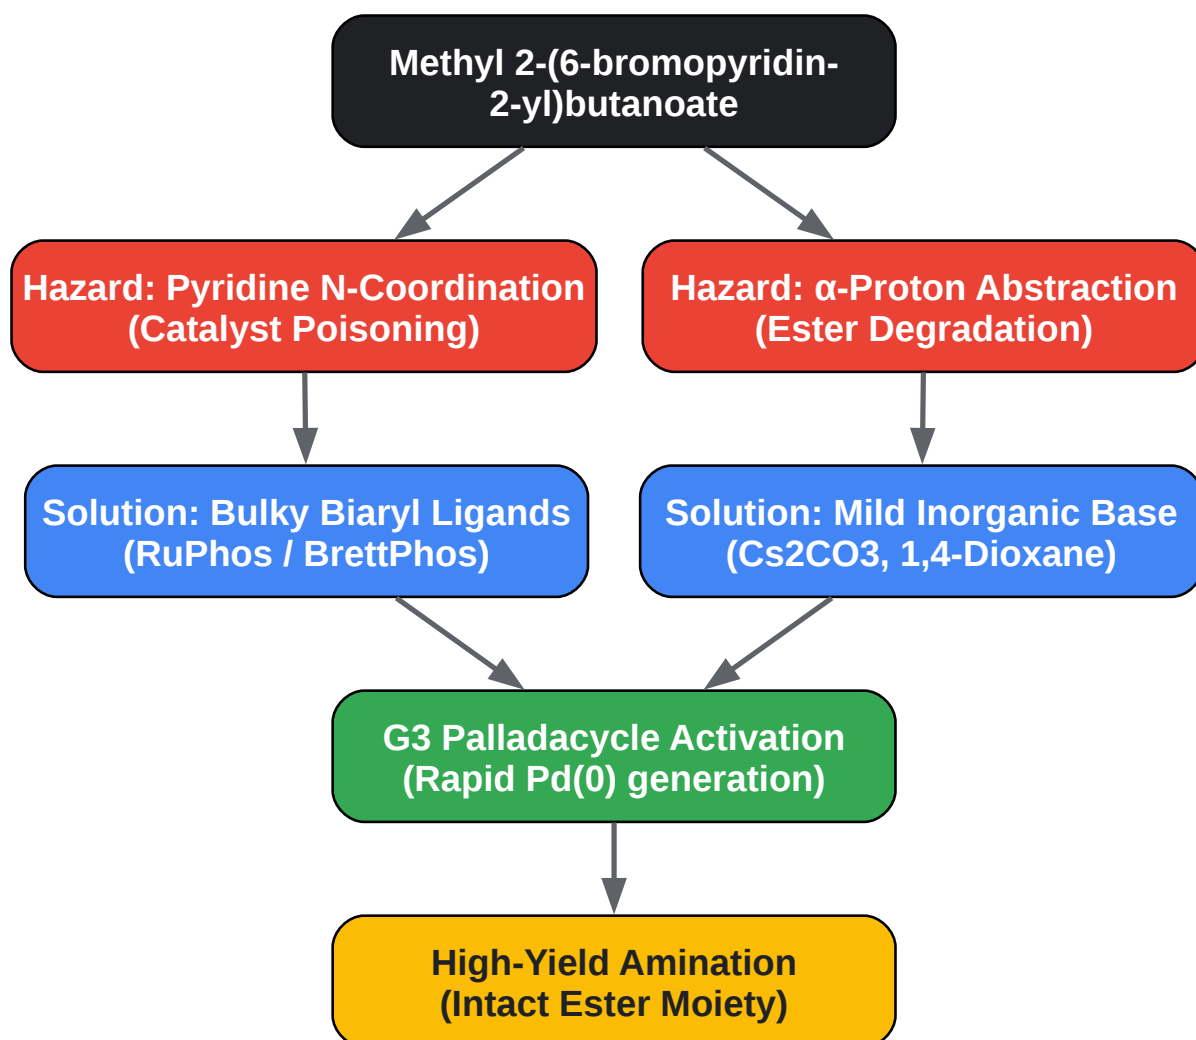 Methyl 2-(6-bromopyridin-
2-yl)butanoate
Hazard: Pyridine N-Coordination
(Catalyst Poisoning)
Hazard: α-Proton Abstraction
(Ester Degradation)
Solution: Bulky Biaryl Ligands
(RuPhos / BrettPhos)
Solution: Mild Inorganic Base
(Cs2CO3, 1,4-Dioxane)
G3 Palladacycle Activation
(Rapid Pd(0) generation)
High-Yield Amination
(Intact Ester Moiety)